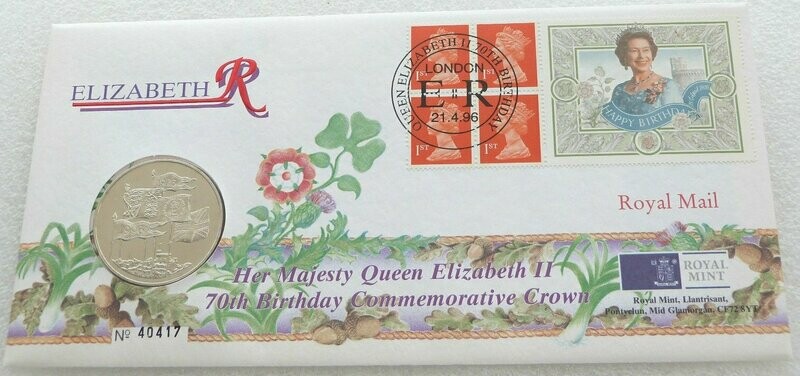 ELIZABETH R
QUEEN ELIZABETH II 70TH BIRTHDAY
LONDON
E II R
21.4.96
1ST
1ST
1ST
1ST
HAPPY BIRTHDAY
Royal Mail
Her Majesty Queen Elizabeth II
70th Birthday Commemorative Crown
ROYAL
MINT
Royal Mint, Llantrisant,
Pontyclun, Mid Glamorgan, CF72 8YT
№ 40417